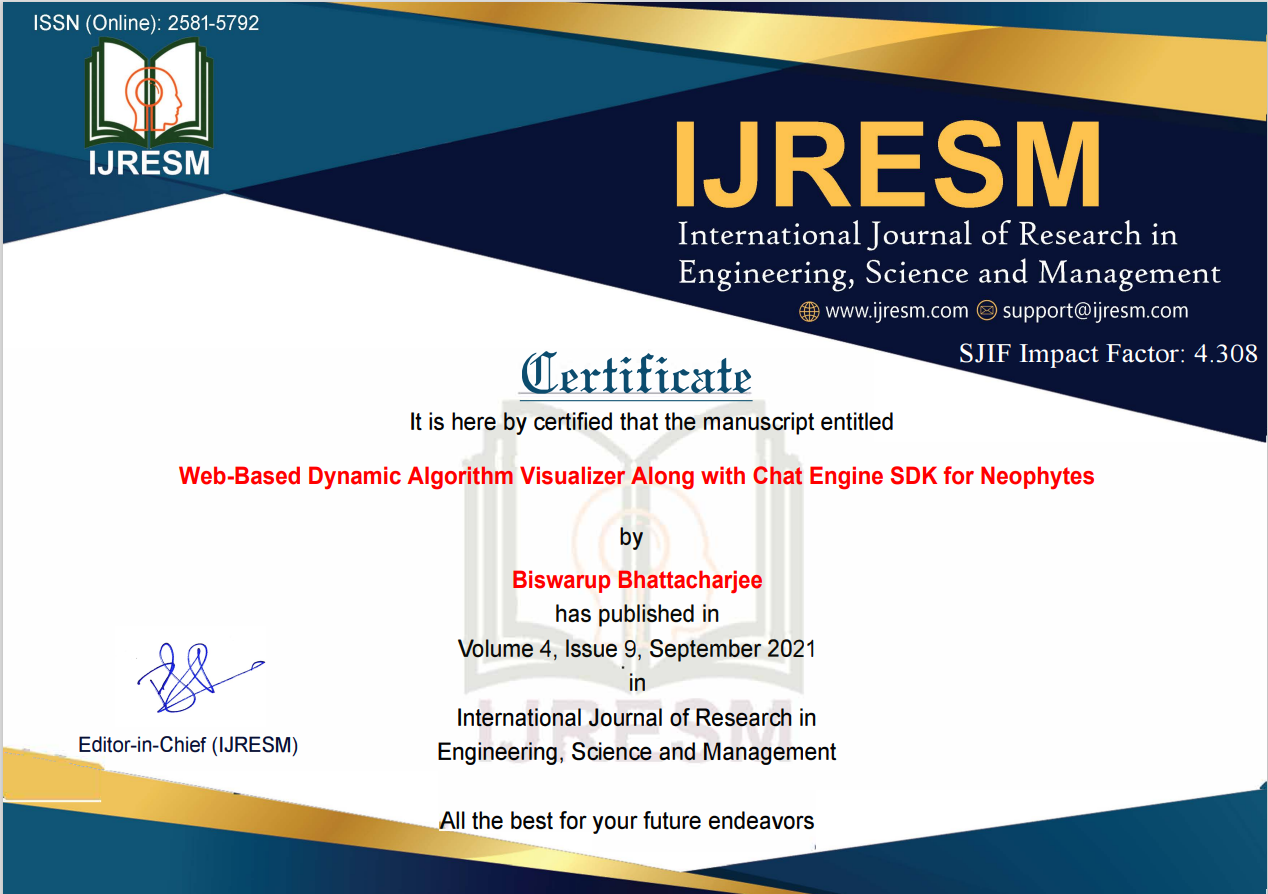 ISSN (Online): 2581-5792
IJRESM
IJRESM
International Journal of Research in
Engineering, Science and Management
www.ijresm.com support@ijresm.com
SJIF Impact Factor: 4.308
Certificate
It is here by certified that the manuscript entitled
Web-Based Dynamic Algorithm Visualizer Along with Chat Engine SDK for Neophytes
by
Biswarup Bhattacharjee
has published in
Volume 4, Issue 9, September 2021
in
International Journal of Research in
Engineering, Science and Management
IJRESM
Editor-in-Chief (IJRESM)
All the best for your future endeavors